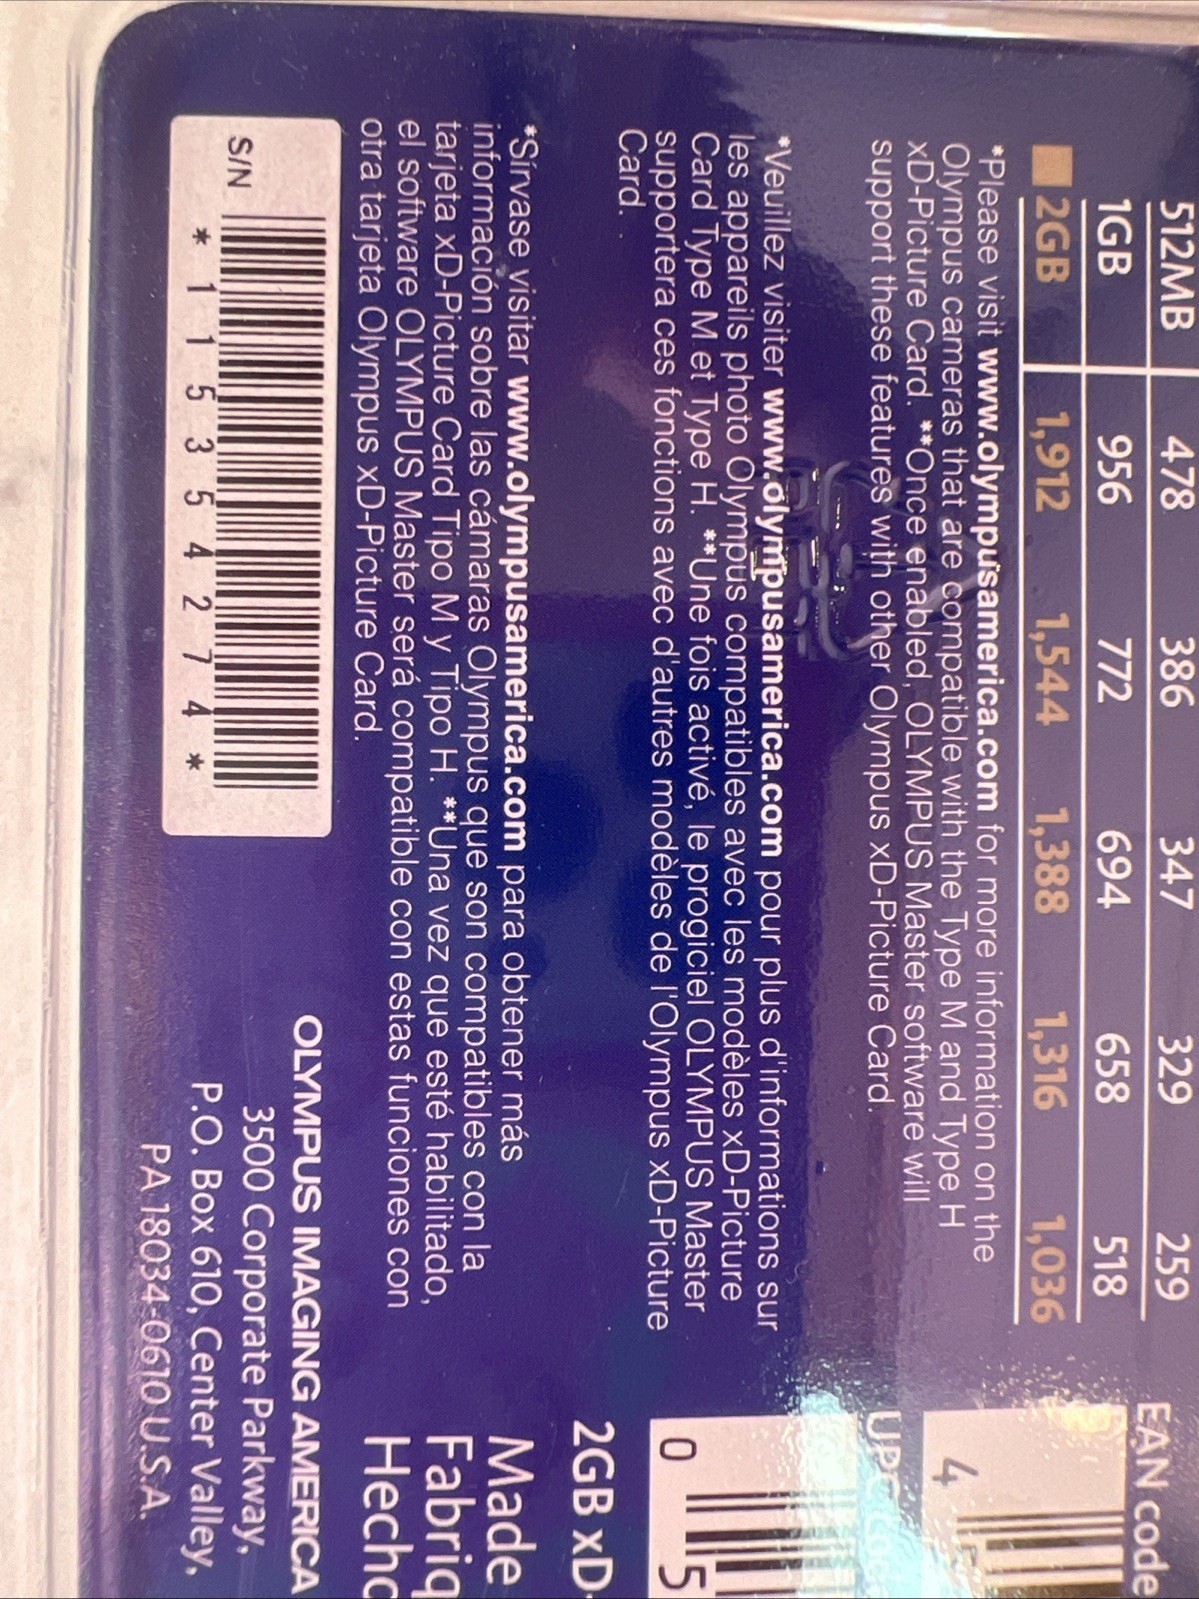 512MB 478 386 347 329 259
1GB 956 772 694 658 518
2GB 1,912 1,544 1,388 1,316 1,036
*Please visit www.olympusamerica.com for more information on the
Olympus cameras that are compatible with the Type M and Type H
xD-Picture Card. **Once enabled, OLYMPUS Master software will
support these features with other Olympus xD-Picture Card.
*Veuillez visiter www.olympusamerica.com pour plus d'informations sur
les appareils photo Olympus compatibles avec les modèles xD-Picture
Card Type M et Type H. **Une fois activé, le progiciel OLYMPUS Master
supportera ces fonctions avec d'autres modèles de l'Olympus xD-Picture
Card.
*Sírvase visitar www.olympusamerica.com para obtener más
información sobre las cámaras Olympus que son compatibles con la
tarjeta xD-Picture Card Tipo M y Tipo H. **Una vez que esté habilitado,
el software OLYMPUS Master será compatible con estas funciones con
otra tarjeta Olympus xD-Picture Card.
S/N
*1153542774*
EAN code
4
UPC code
0 5
2GB xD-
Made
Fabriq
Hecho
OLYMPUS IMAGING AMERICA
3500 Corporate Parkway,
P.O. Box 610, Center Valley,
PA 18034-0610 U.S.A.